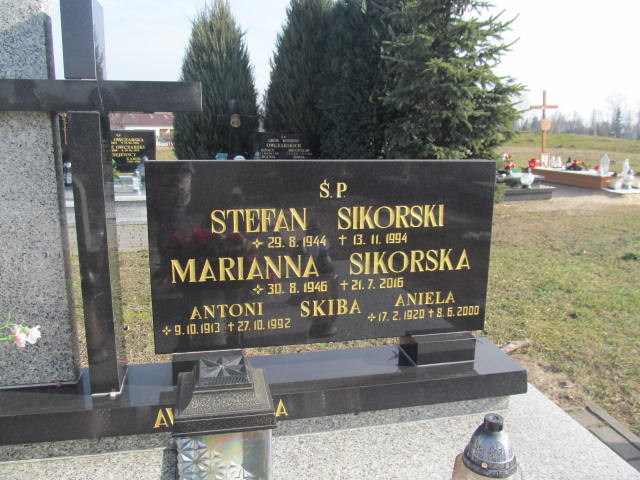 Ś.P.
STEFAN SIKORSKI
29.8.1944 † 13.11.1994
MARIANNA SIKORSKA
30.8.1946 † 21.7.2016
ANTONI SKIBA ANIELA
9.10.1913 † 27.10.1992 17.2.1920 † 8.6.2000